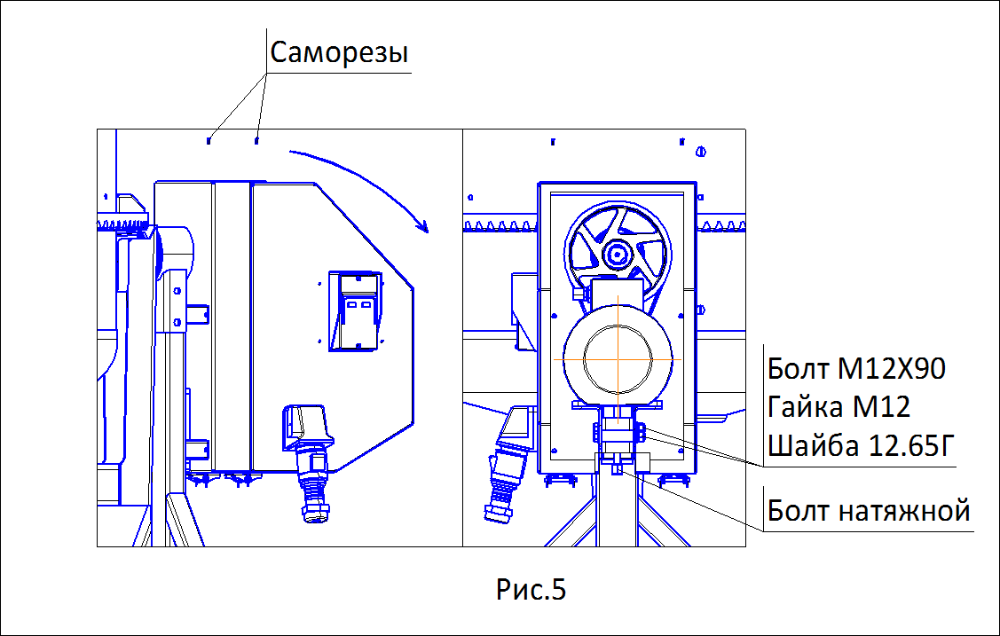 Саморезы
Болт М12Х90
Гайка М12
Шайба 12.65Г
Болт натяжной
Рис.5